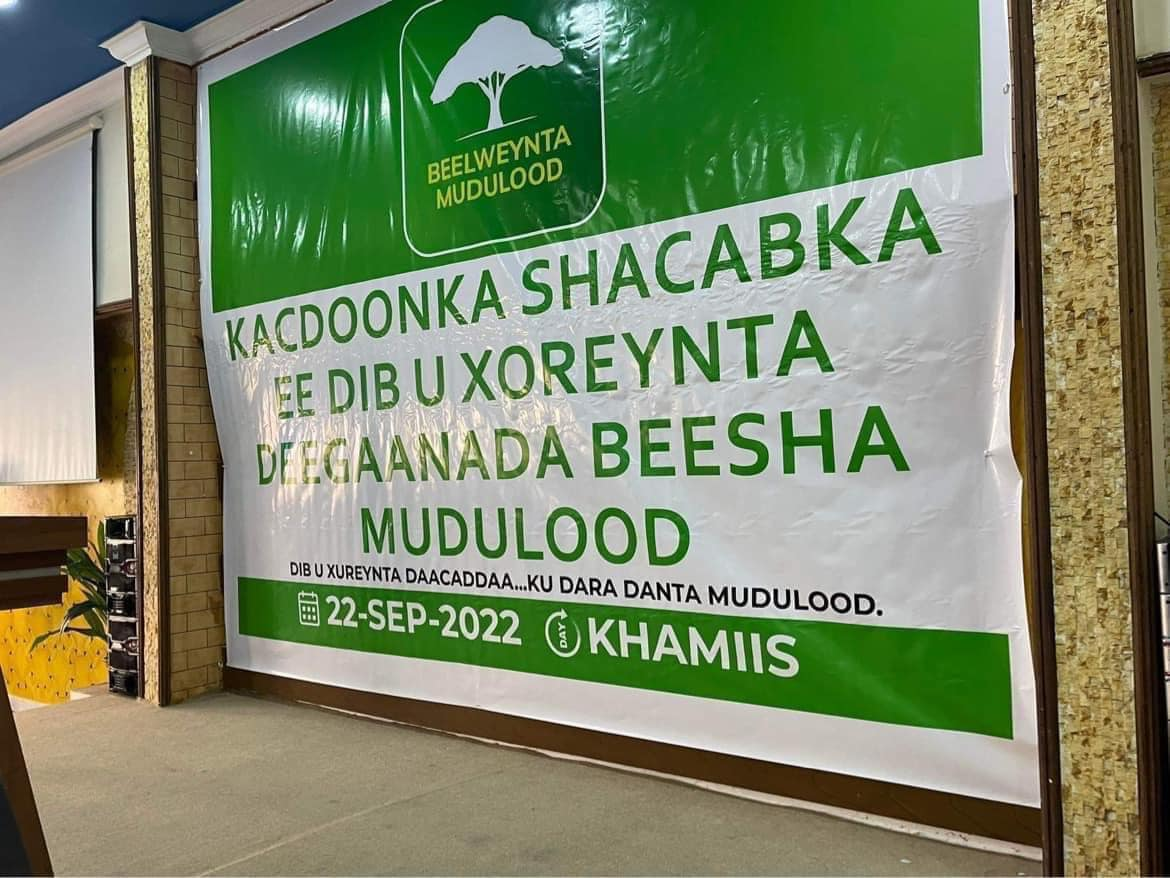 BEELWEYNTA
MUDULOOD
KACDOONKA SHACABKA
EE DIB U XOREYNTA
DEEGAANADA BEESHA
MUDULOOD
DIB U XUREYNTA DAACADDAA...KU DARA DANTA MUDULOOD.
22-SEP-2022 DAY KHAMIIS